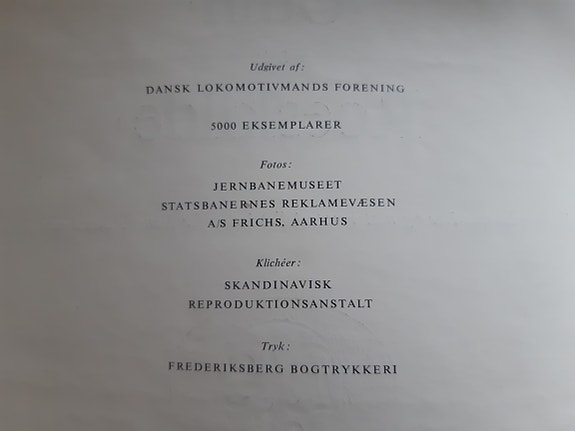 Udgivet af:
DANSK LOKOMOTIVMANDS FORENING
5000 EKSEMPLARER
Fotos:
JERNBANEMUSEET
STATSBANERNES REKLAMEVÆSEN
A/S FRICHS, AARHUS
Klichéer:
SKANDINAVISK
REPRODUKTIONSANSTALT
Tryk:
FREDERIKSBERG BOGTRYKKERI